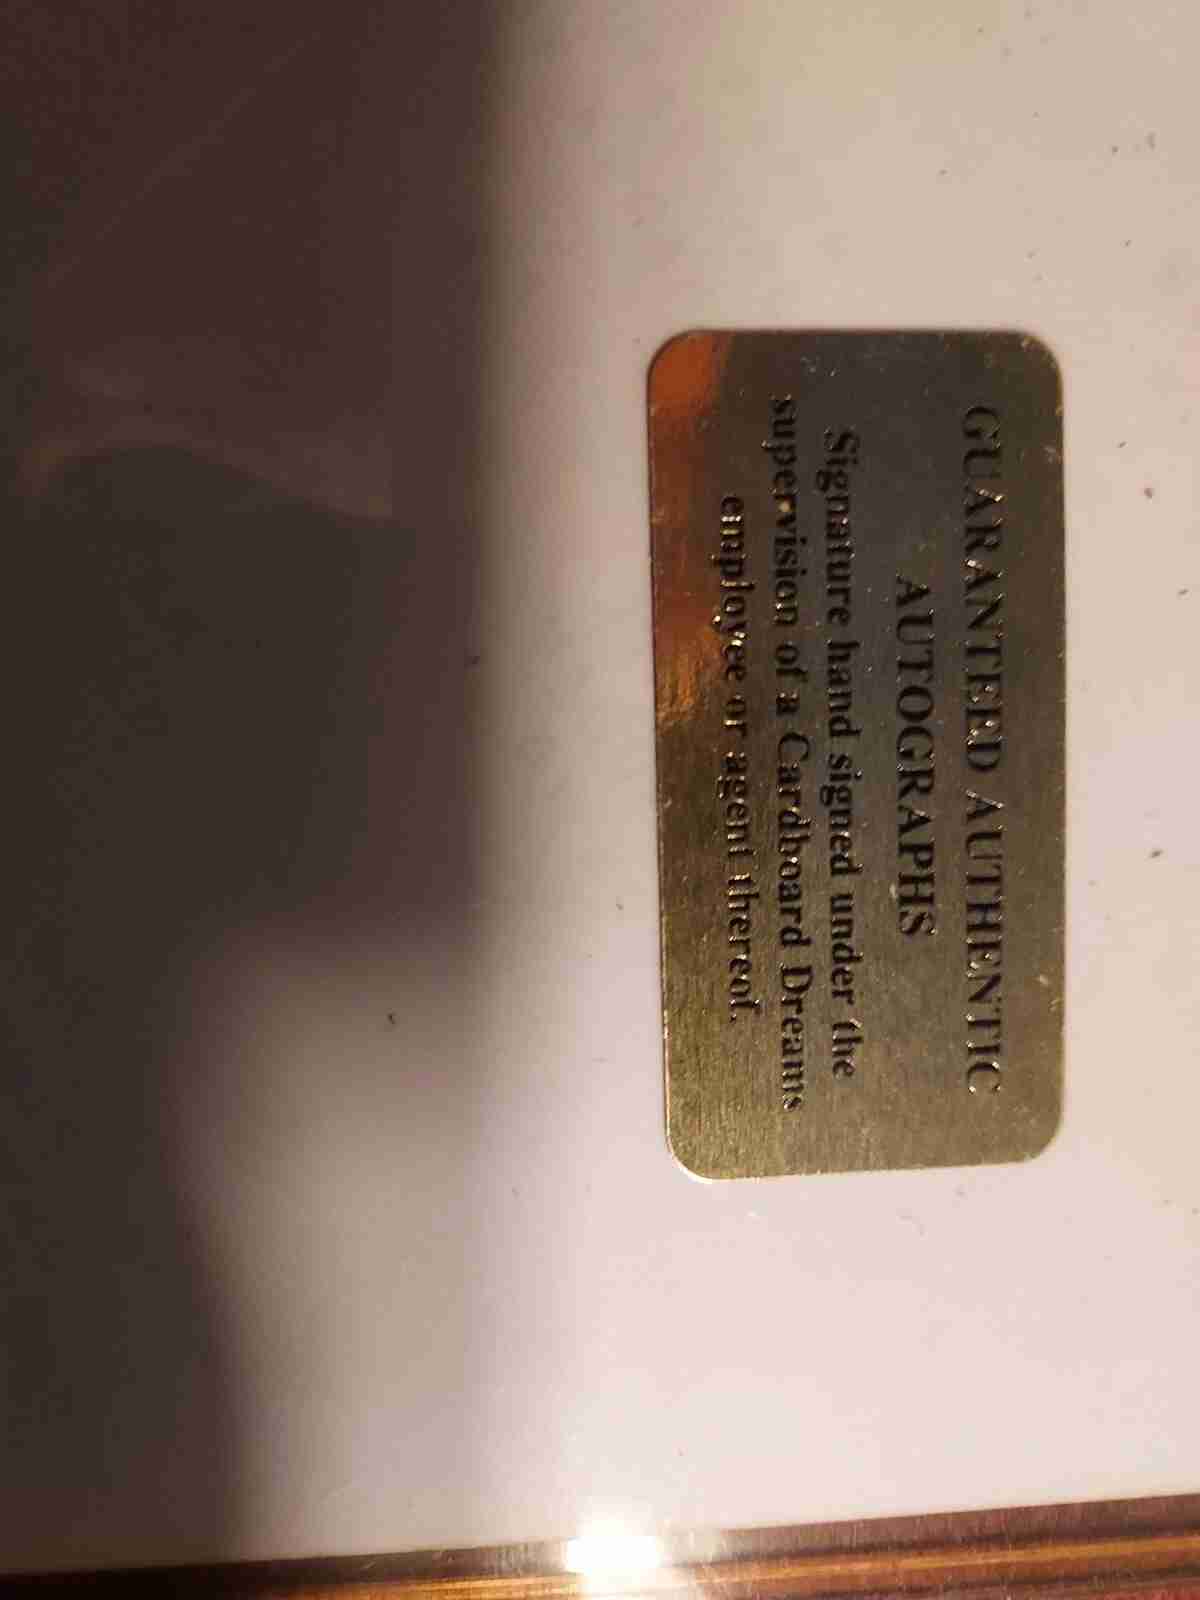 GUARANTEED AUTHENTIC
AUTOGRAPHS
Signature hand signed under the
supervision of a Cardboard Dreams
employee or agent thereof.